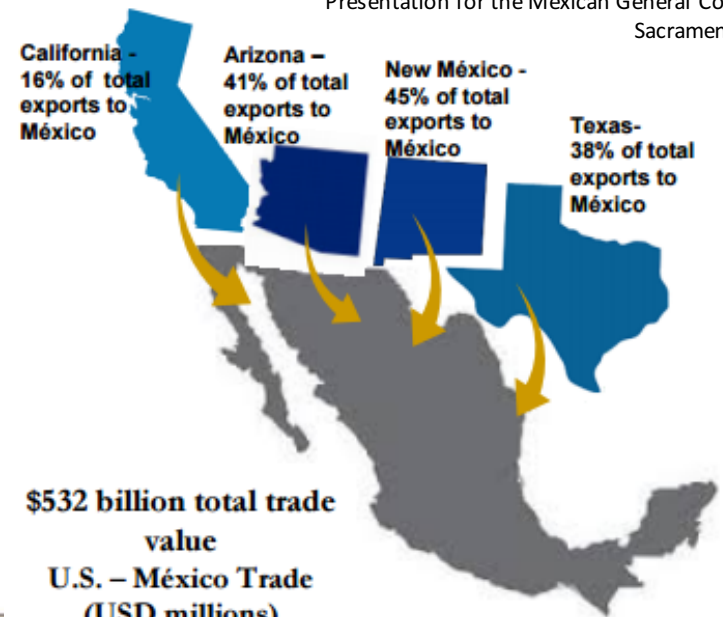 Presentation for the Mexican General Co
Sacramen
California -
16% of total
exports to
México
Arizona –
41% of total
exports to
México
New México -
45% of total
exports to
México
Texas-
38% of total
exports to
México
$532 billion total trade
value
U.S. – México Trade
(USD millions)